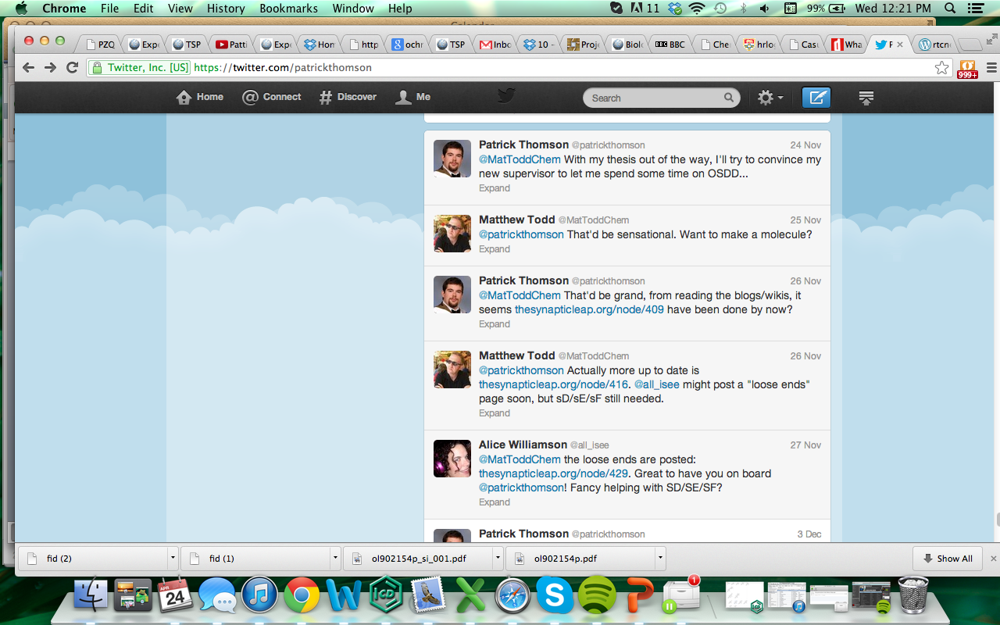 Chrome File Edit View History Bookmarks Window Help 11 99% Wed 12:21 PM
Calendar
PZQ Expe TSP Patti Expe Hom http ochr TSP Inbo 10 - Proje Biolo BBC BBC Che hrloc Casu Wha rtcn
Twitter, Inc. [US] https://twitter.com/patrickthomson
999+
Home Connect Discover Me Search
Patrick Thomson @patrickthomson 24 Nov
@MatToddChem With my thesis out of the way, I'll try to convince my
new supervisor to let me spend some time on OSDD...
Expand
Matthew Todd @MatToddChem 25 Nov
@patrickthomson That'd be sensational. Want to make a molecule?
Expand
Patrick Thomson @patrickthomson 26 Nov
@MatToddChem That'd be grand, from reading the blogs/wikis, it
seems thesynapticleap.org/node/409 have been done by now?
Expand
Matthew Todd @MatToddChem 26 Nov
@patrickthomson Actually more up to date is
thesynapticleap.org/node/416. @all_isee might post a "loose ends"
page soon, but sD/sE/sF still needed.
Expand
Alice Williamson @all_isee 27 Nov
@MatToddChem the loose ends are posted:
thesynapticleap.org/node/429. Great to have you on board
@patrickthomson! Fancy helping with SD/SE/SF?
Expand
Patrick Thomson @patrickthomson 3 Dec
fid (2) fid (1) ol902154p_si_001.pdf ol902154p.pdf Show All
APR
24
ICD
1